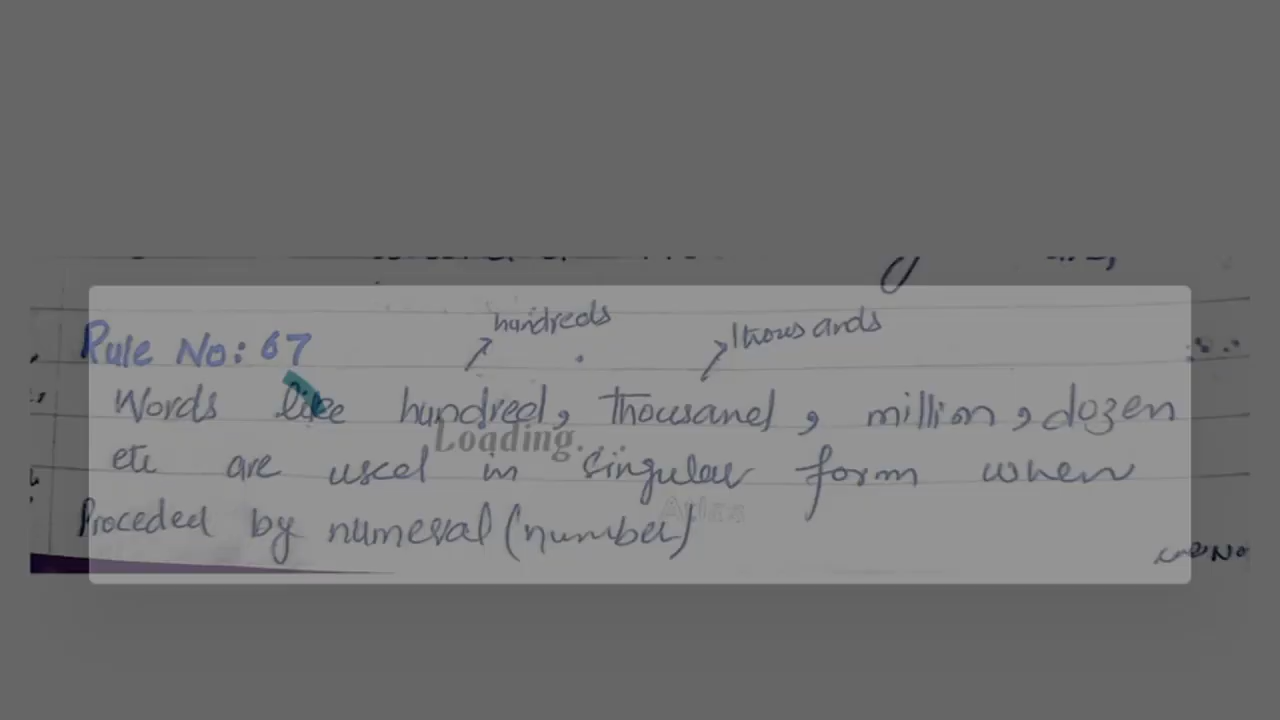 hundreds
thousands
Rule No: 67
Words like hundred, thousand, million, dozen
etc are used in singular form when
Proceded by numeral (number)
Loading.
No